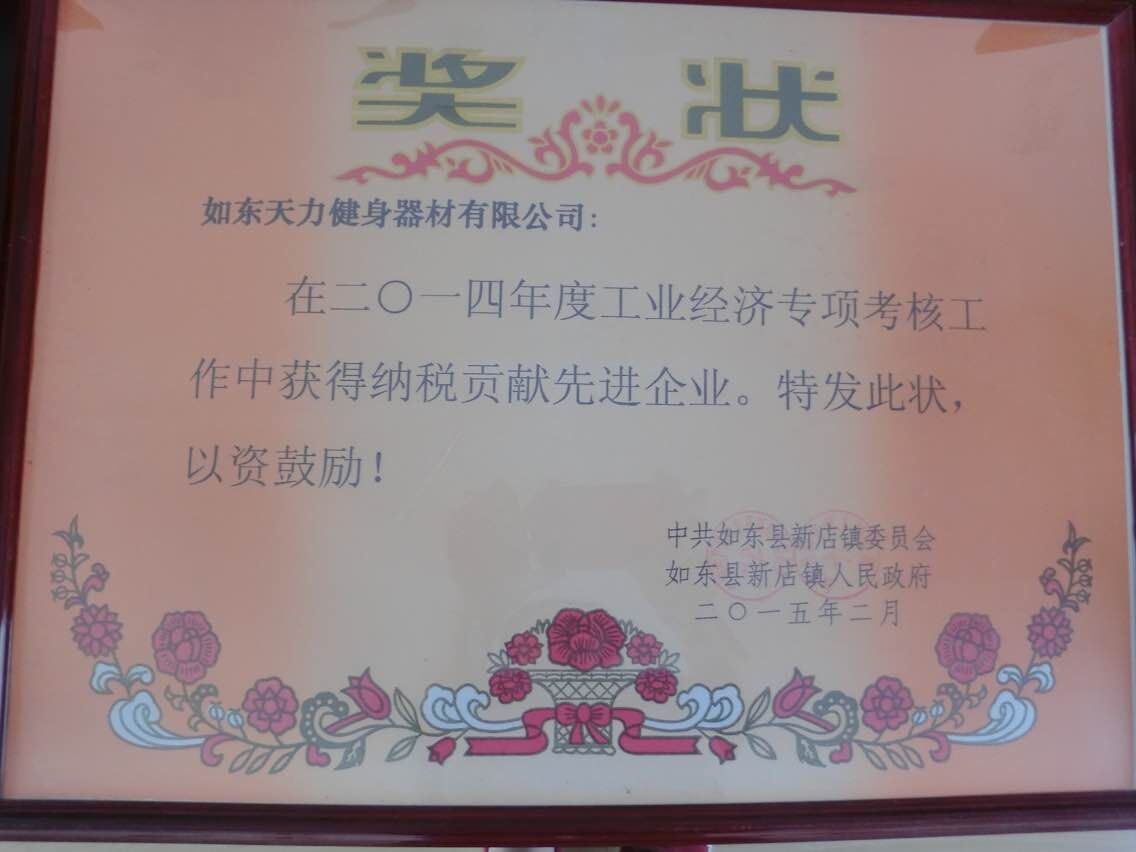 奖状
如东天力健身器材有限公司：
在二〇一四年度工业经济专项考核工
作中获得纳税贡献先进企业。特发此状，
以资鼓励！
中共如东县新店镇委员会
如东县新店镇人民政府
二〇一五年二月